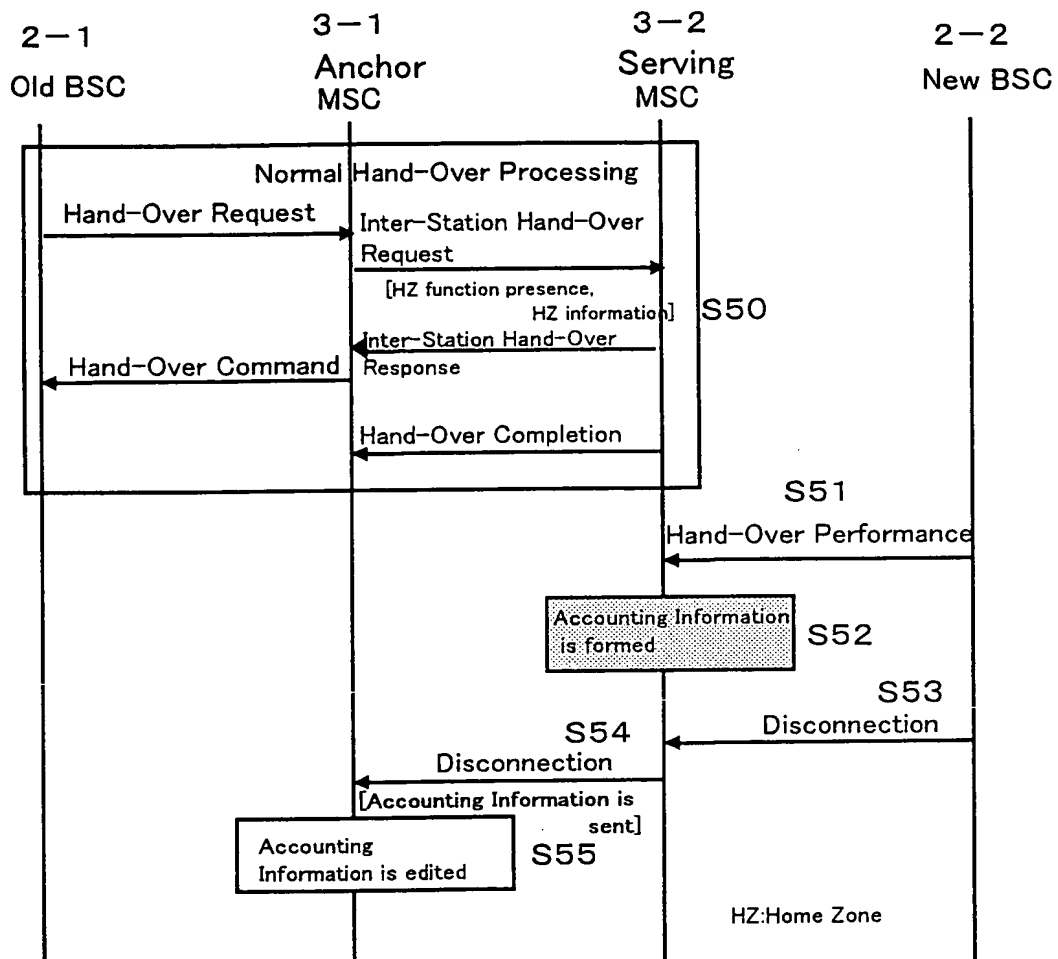 2-1
Old BSC
3-1
Anchor
MSC
3-2
Serving
MSC
2-2
New BSC
Normal Hand-Over Processing
Hand-Over Request
Inter-Station Hand-Over
Request
[HZ function presence,
HZ information]
S50
Inter-Station Hand-Over
Response
Hand-Over Command
Hand-Over Completion
S51
Hand-Over Performance
Accounting Information
is formed
S52
S53
Disconnection
S54
Disconnection
[Accounting Information is
sent]
Accounting
Information is edited
S55
HZ:Home Zone